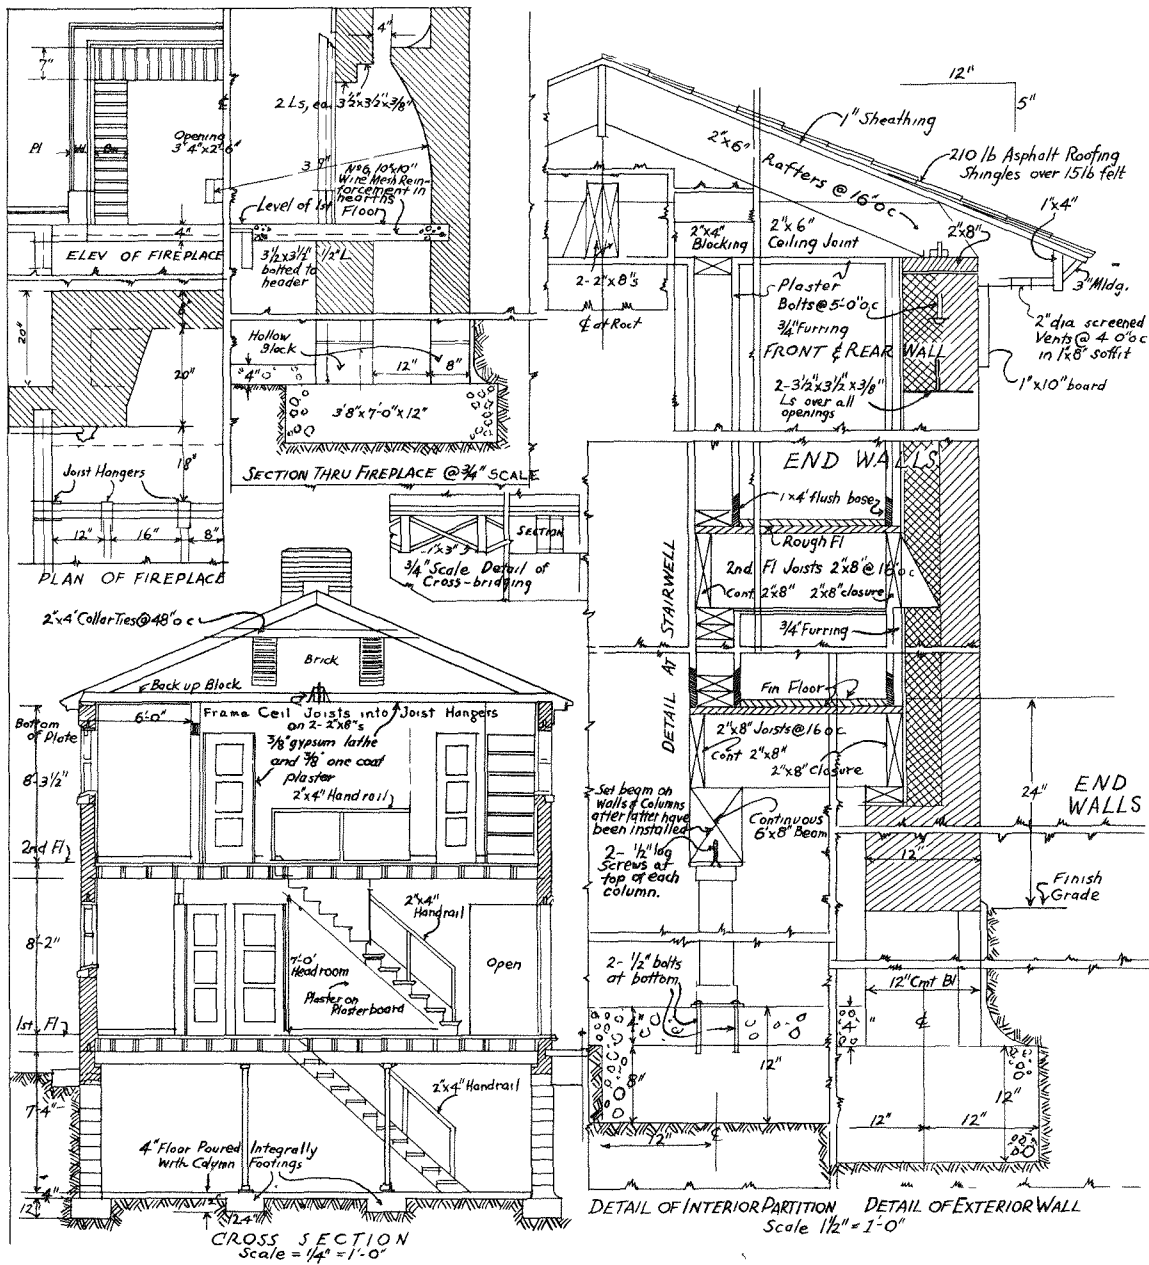 7"
Pl
Opening
3'4"x2'-6"
4"
ELEV OF FIREPLACE
4"
2 Ls, ea 3½"x3½"x3/8"
Nº6, 10"x10"
Wire Mesh Rein-
forcement in
hearths
Level of 1st Floor
3½"x3½" ½" L
bolted to
header
Hollow
Block
4"
12"
8"
3'8"x7'-0"x12"
SECTION THRU FIREPLACE @ ¾" SCALE
20"
20"
18"
Joist Hangers
12"
16"
8"
PLAN OF FIREPLACE
SECTION
1"x3"
¾" Scale Detail of
Cross-bridging
12"
5"
1" Sheathing
2"x6" Rafters @ 16" o c
210 lb Asphalt Roofing
Shingles over 15 lb felt
1"x4"
2"x8"
2"x4"
Blocking
2"x6"
Ceiling Joint
3" Mldg.
2-2"x8"s
Plaster
Bolts @ 5'-0" o.c
¾" Furring
FRONT & REAR WALL
2" dia screened
Vents @ 4'0" oc
in 1"x8" soffit
1"x10" board
2-3½"x3½"x3/8"
Ls over all
openings
END WALLS
1x4" flush base
Rough Fl
2nd Fl Joists 2"x8" @ 16" o c
Cont 2"x8"
2"x8" closure
¾" Furring
DETAIL AT STAIRWELL
Fin Floor
2"x8" Joists @ 16 o c
Cont 2"x8"
2"x8" Closure
Set beam on
walls & Columns
after latter have
been installed
Continuous
6"x8" Beam
2- ½" lag
Screws at
top of each
column.
24"
END
WALLS
12"
Finish
Grade
2- ½" bolts
at bottom
12" Cmt Bl
4"
4"
8"
12"
12"
12"
12"
12"
DETAIL OF INTERIOR PARTITION
DETAIL OF EXTERIOR WALL
Scale 1½" = 1'-0"
2"x4" Collar Ties @ 48" o c
Brick
Back up Block
Bottom
of Plate
6'-0"
Frame Ceil Joists into Joist Hangers
on 2-2"x8"s
3/8" gypsum lathe
and 3/8" one coat
plaster
2"x4" Handrail
8'-3½"
2nd Fl
2"x4"
Handrail
8'-2"
7'-0"
Headroom
Plaster on
Plasterboard
Open
1st Fl
2"x4" Handrail
7'-4"
4" Floor Poured Integrally
With Column Footings
4"
12"
24"
CROSS SECTION
Scale = ¼" = 1'-0"